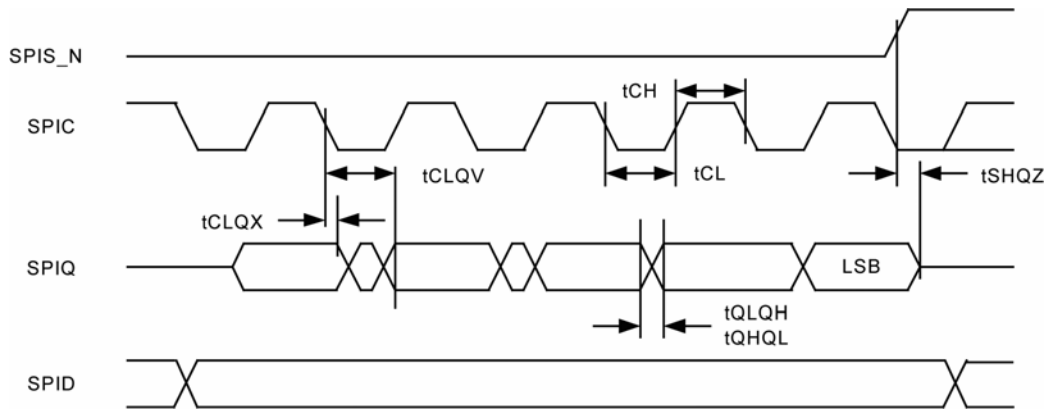 SPIS_N
tCH
SPIC
tCLQV
tCL
tSHQZ
tCLQX
SPIQ
LSB
tQLQH
tQHQL
SPID